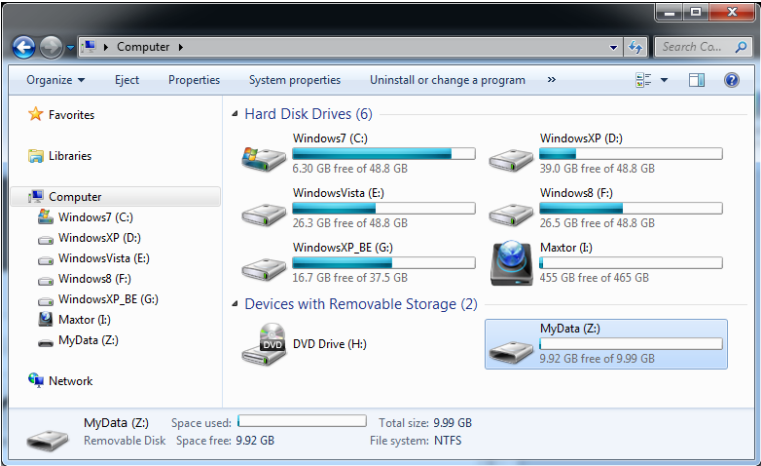 Computer
Search Co...
Organize Eject Properties System properties Uninstall or change a program »
Favorites
Libraries
Computer
Windows7 (C:)
WindowsXP (D:)
WindowsVista (E:)
Windows8 (F:)
WindowsXP_BE (G:)
Maxtor (I:)
MyData (Z:)
Network
Hard Disk Drives (6)
Windows7 (C:)
6.30 GB free of 48.8 GB
WindowsXP (D:)
39.0 GB free of 48.8 GB
WindowsVista (E:)
26.3 GB free of 48.8 GB
Windows8 (F:)
26.5 GB free of 48.8 GB
WindowsXP_BE (G:)
16.7 GB free of 37.5 GB
Maxtor (I:)
455 GB free of 465 GB
Devices with Removable Storage (2)
DVD
DVD Drive (H:)
MyData (Z:)
9.92 GB free of 9.99 GB
MyData (Z:) Space used: Total size: 9.99 GB
Removable Disk Space free: 9.92 GB File system: NTFS